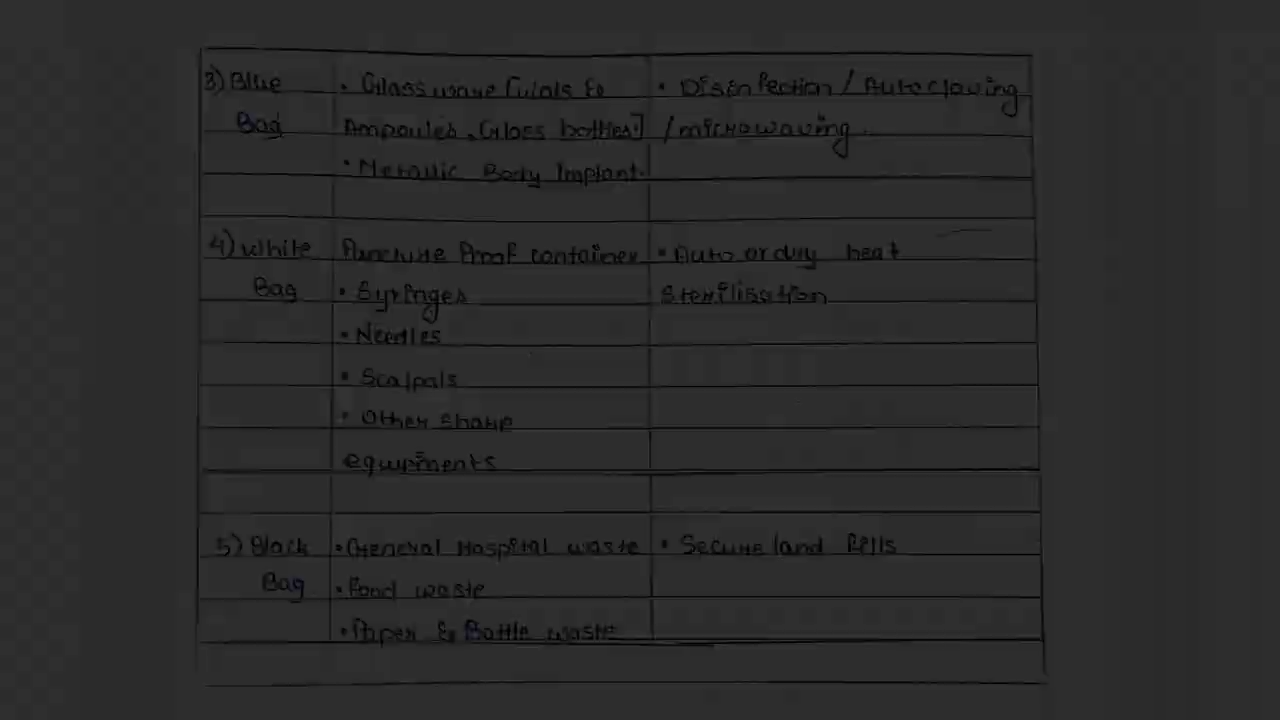 3) Blue • Glassware [vials & • Disinfection / Autoclaving
Bag Ampoules, Glass bottles] / microwaving.
• Metallic Body Implant.
4) White Puncture Proof container • Auto or dry heat
Bag • Syringes Sterilisation
• Needles
• Scalpals
• Other sharp
equipments
5) Black • General Hospital waste • Secure land fills
Bag • Food waste
• Paper & Bottle waste